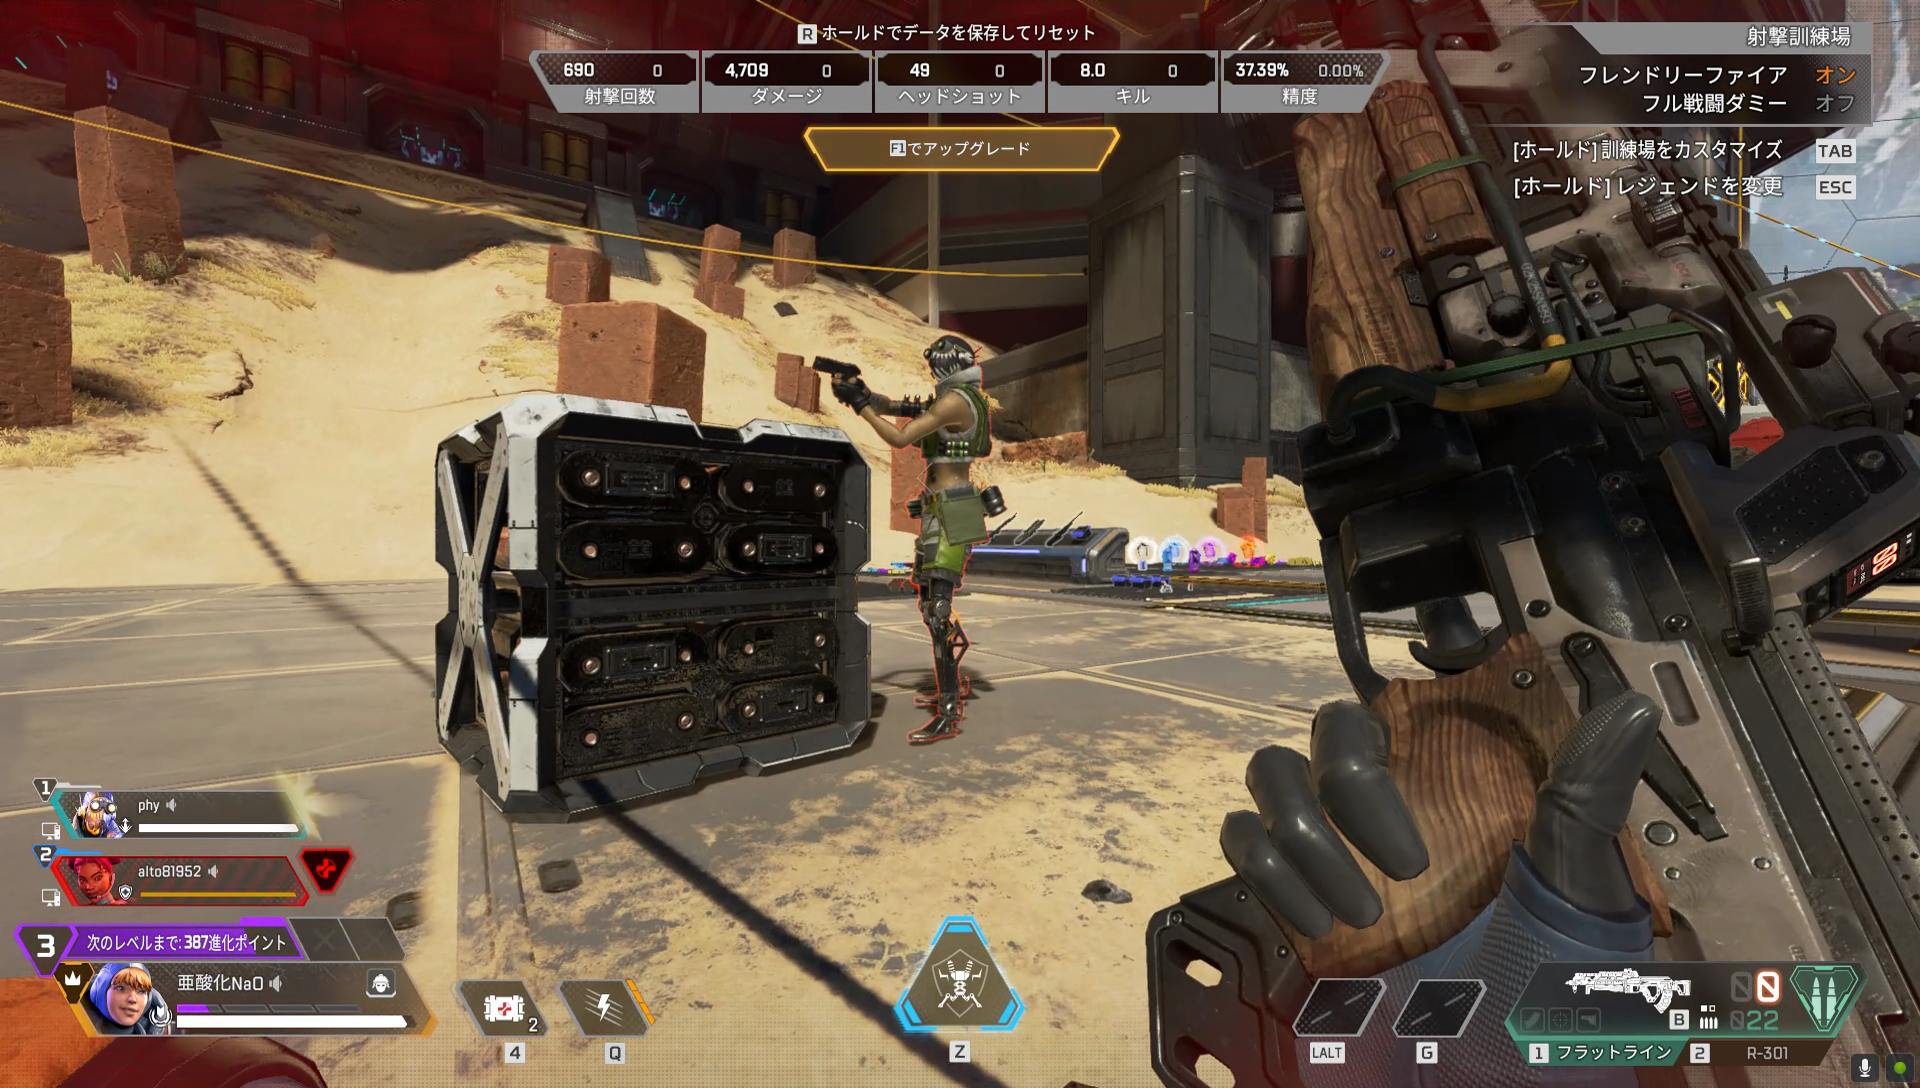 R ホールドでデータを保存してリセット
690 0 4,709 0 49 0 8.0 0 37.39% 0.00%
射撃回数 ダメージ ヘッドショット キル 精度
F1でアップグレード
射撃訓練場
フレンドリーファイア オン
フル戦闘ダミー オフ
[ホールド]訓練場をカスタマイズ TAB
[ホールド]レジェンドを変更 ESC
1
phy
2
alto81952
3
次のレベルまで:387進化ポイント
亜酸化NaO
2
4
Q
Z
LALT
G
00
B
022
1 フラットライン 2 R-301